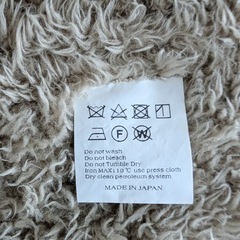 F W
Do not wash
Do not bleach
Do not Tumble Dry
Iron MAX110℃ use press cloth
Dry clean petroleum system
MADE IN JAPAN